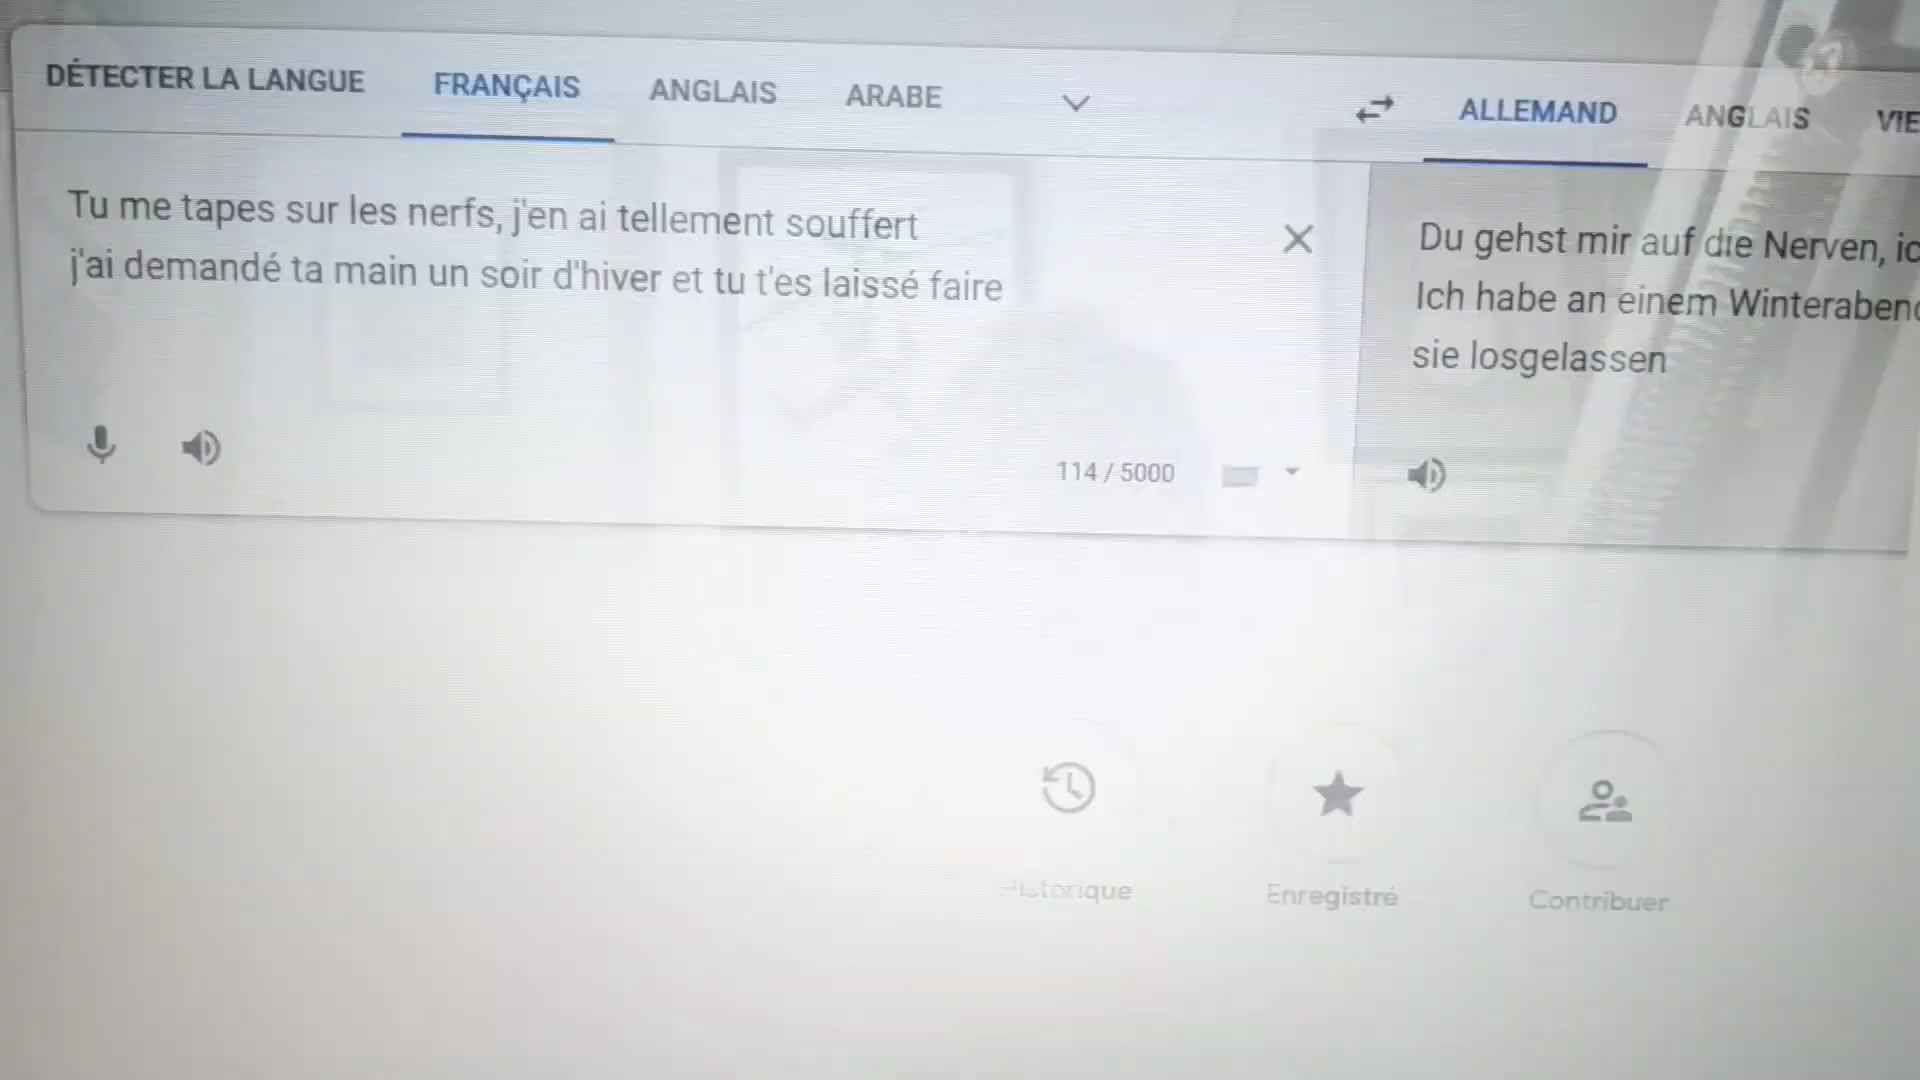 DÉTECTER LA LANGUE FRANÇAIS ANGLAIS ARABE ALLEMAND ANGLAIS
Tu me tapes sur les nerfs, j'en ai tellement souffert
j'ai demandé ta main un soir d'hiver et tu t'es laissé faire
114 / 5000
Du gehst mir auf die Nerven,
Ich habe an einem Winterabend
sie losgelassen
Historique Enregistré Contribuer